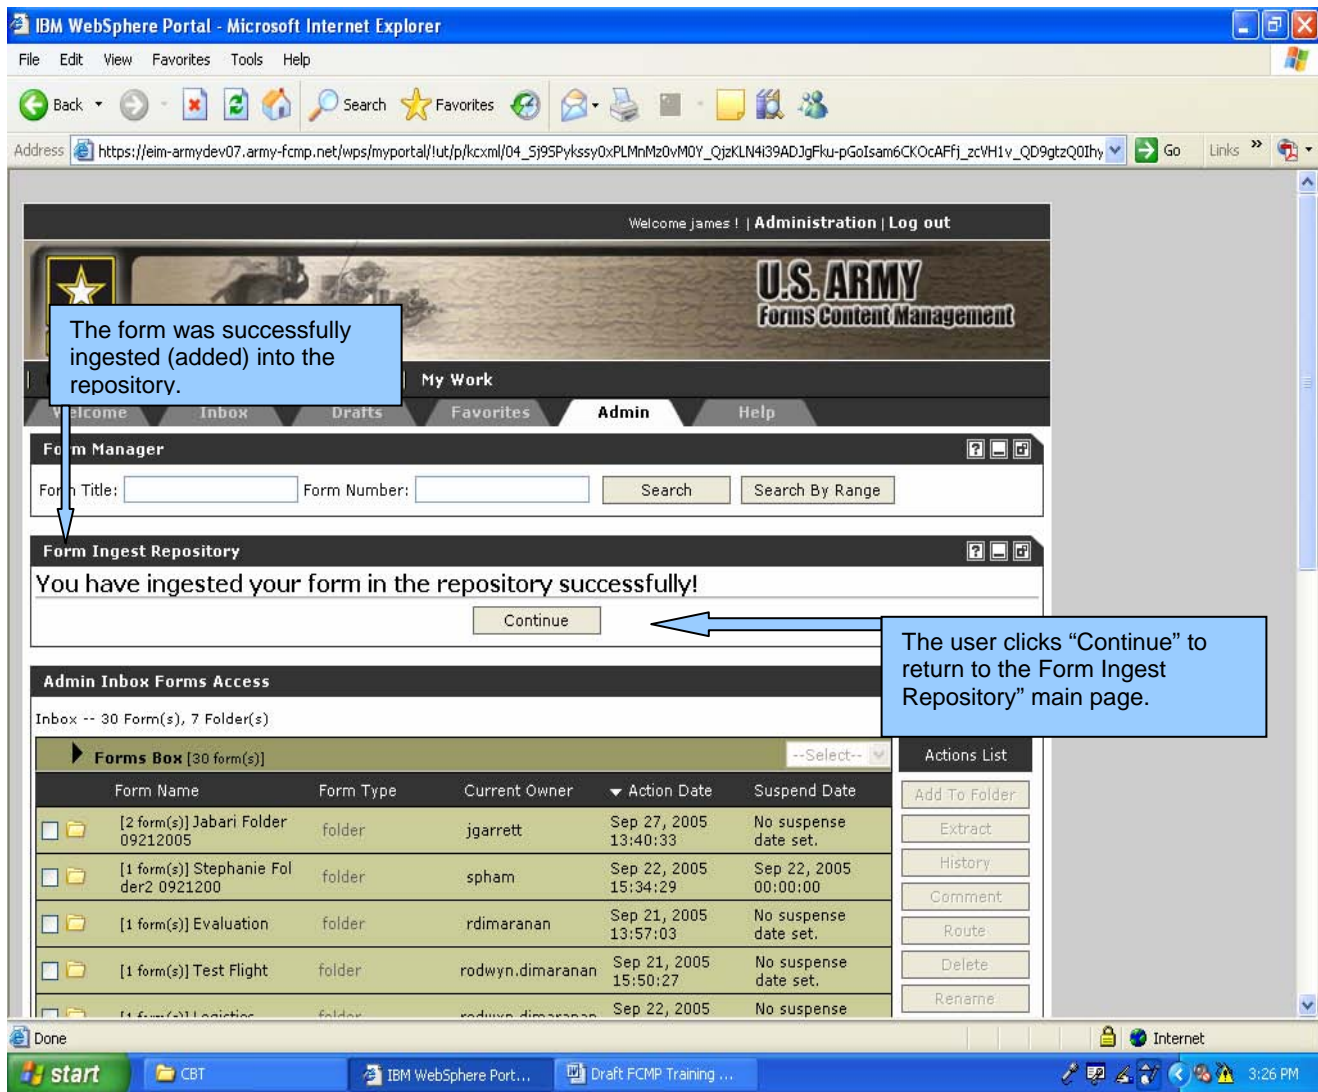 IBM WebSphere Portal - Microsoft Internet Explorer
File Edit View Favorites Tools Help
Back Search Favorites
Address https://eim-armydev07.army-fcmp.net/wps/myportal/!ut/p/kcxml/04_Sj9SPykssy0xPLMnMz0vM0Y_QjzKLN4i39ADJgFku-pGoIsam6CKOcAFfj_zcVH1v_QD9gtzQ0Ihy Go Links »
Welcome james ! | Administration | Log out
U.S. ARMY
Forms Content Management
The form was successfully
ingested (added) into the
repository.
| My Work
Welcome Inbox Drafts Favorites Admin Help
Form Manager
Form Title: Form Number: Search Search By Range
Form Ingest Repository
You have ingested your form in the repository successfully!
Continue
The user clicks “Continue” to
return to the Form Ingest
Repository” main page.
Admin Inbox Forms Access
Inbox -- 30 Form(s), 7 Folder(s)
Forms Box [30 form(s)] --Select-- Actions List
Form Name Form Type Current Owner Action Date Suspend Date
[2 form(s)] Jabari Folder 09212005 folder jgarrett Sep 27, 2005 13:40:33 No suspense date set.
[1 form(s)] Stephanie Fol der2 0921200 folder spham Sep 22, 2005 15:34:29 Sep 22, 2005 00:00:00
[1 form(s)] Evaluation folder rdimaranan Sep 21, 2005 13:57:03 No suspense date set.
[1 form(s)] Test Flight folder rodwyn.dimaranan Sep 21, 2005 15:50:27 No suspense date set.
[1 form(s)] Logistics folder rodwyn.dimaranan Sep 22, 2005 No suspense
Add To Folder
Extract
History
Comment
Route
Delete
Rename
Done Internet
start CBT IBM WebSphere Port... Draft FCMP Training ... 3:26 PM